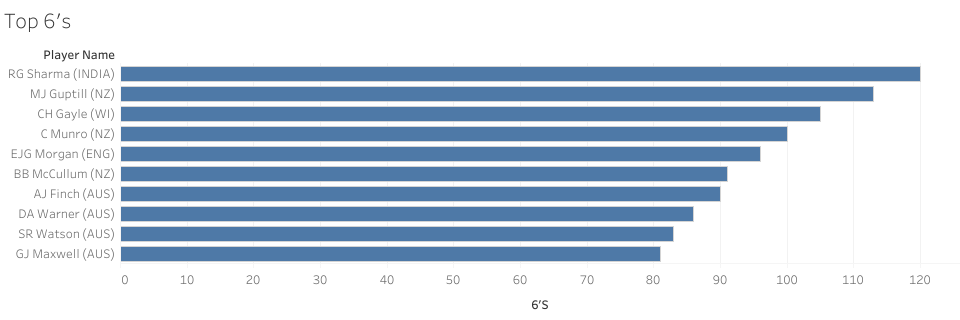 Top 6's
Player Name
RG Sharma (INDIA)
MJ Guptill (NZ)
CH Gayle (WI)
C Munro (NZ)
EJG Morgan (ENG)
BB McCullum (NZ)
AJ Finch (AUS)
DA Warner (AUS)
SR Watson (AUS)
GJ Maxwell (AUS)
0 10 20 30 40 50 60 70 80 90 100 110 120
6'S